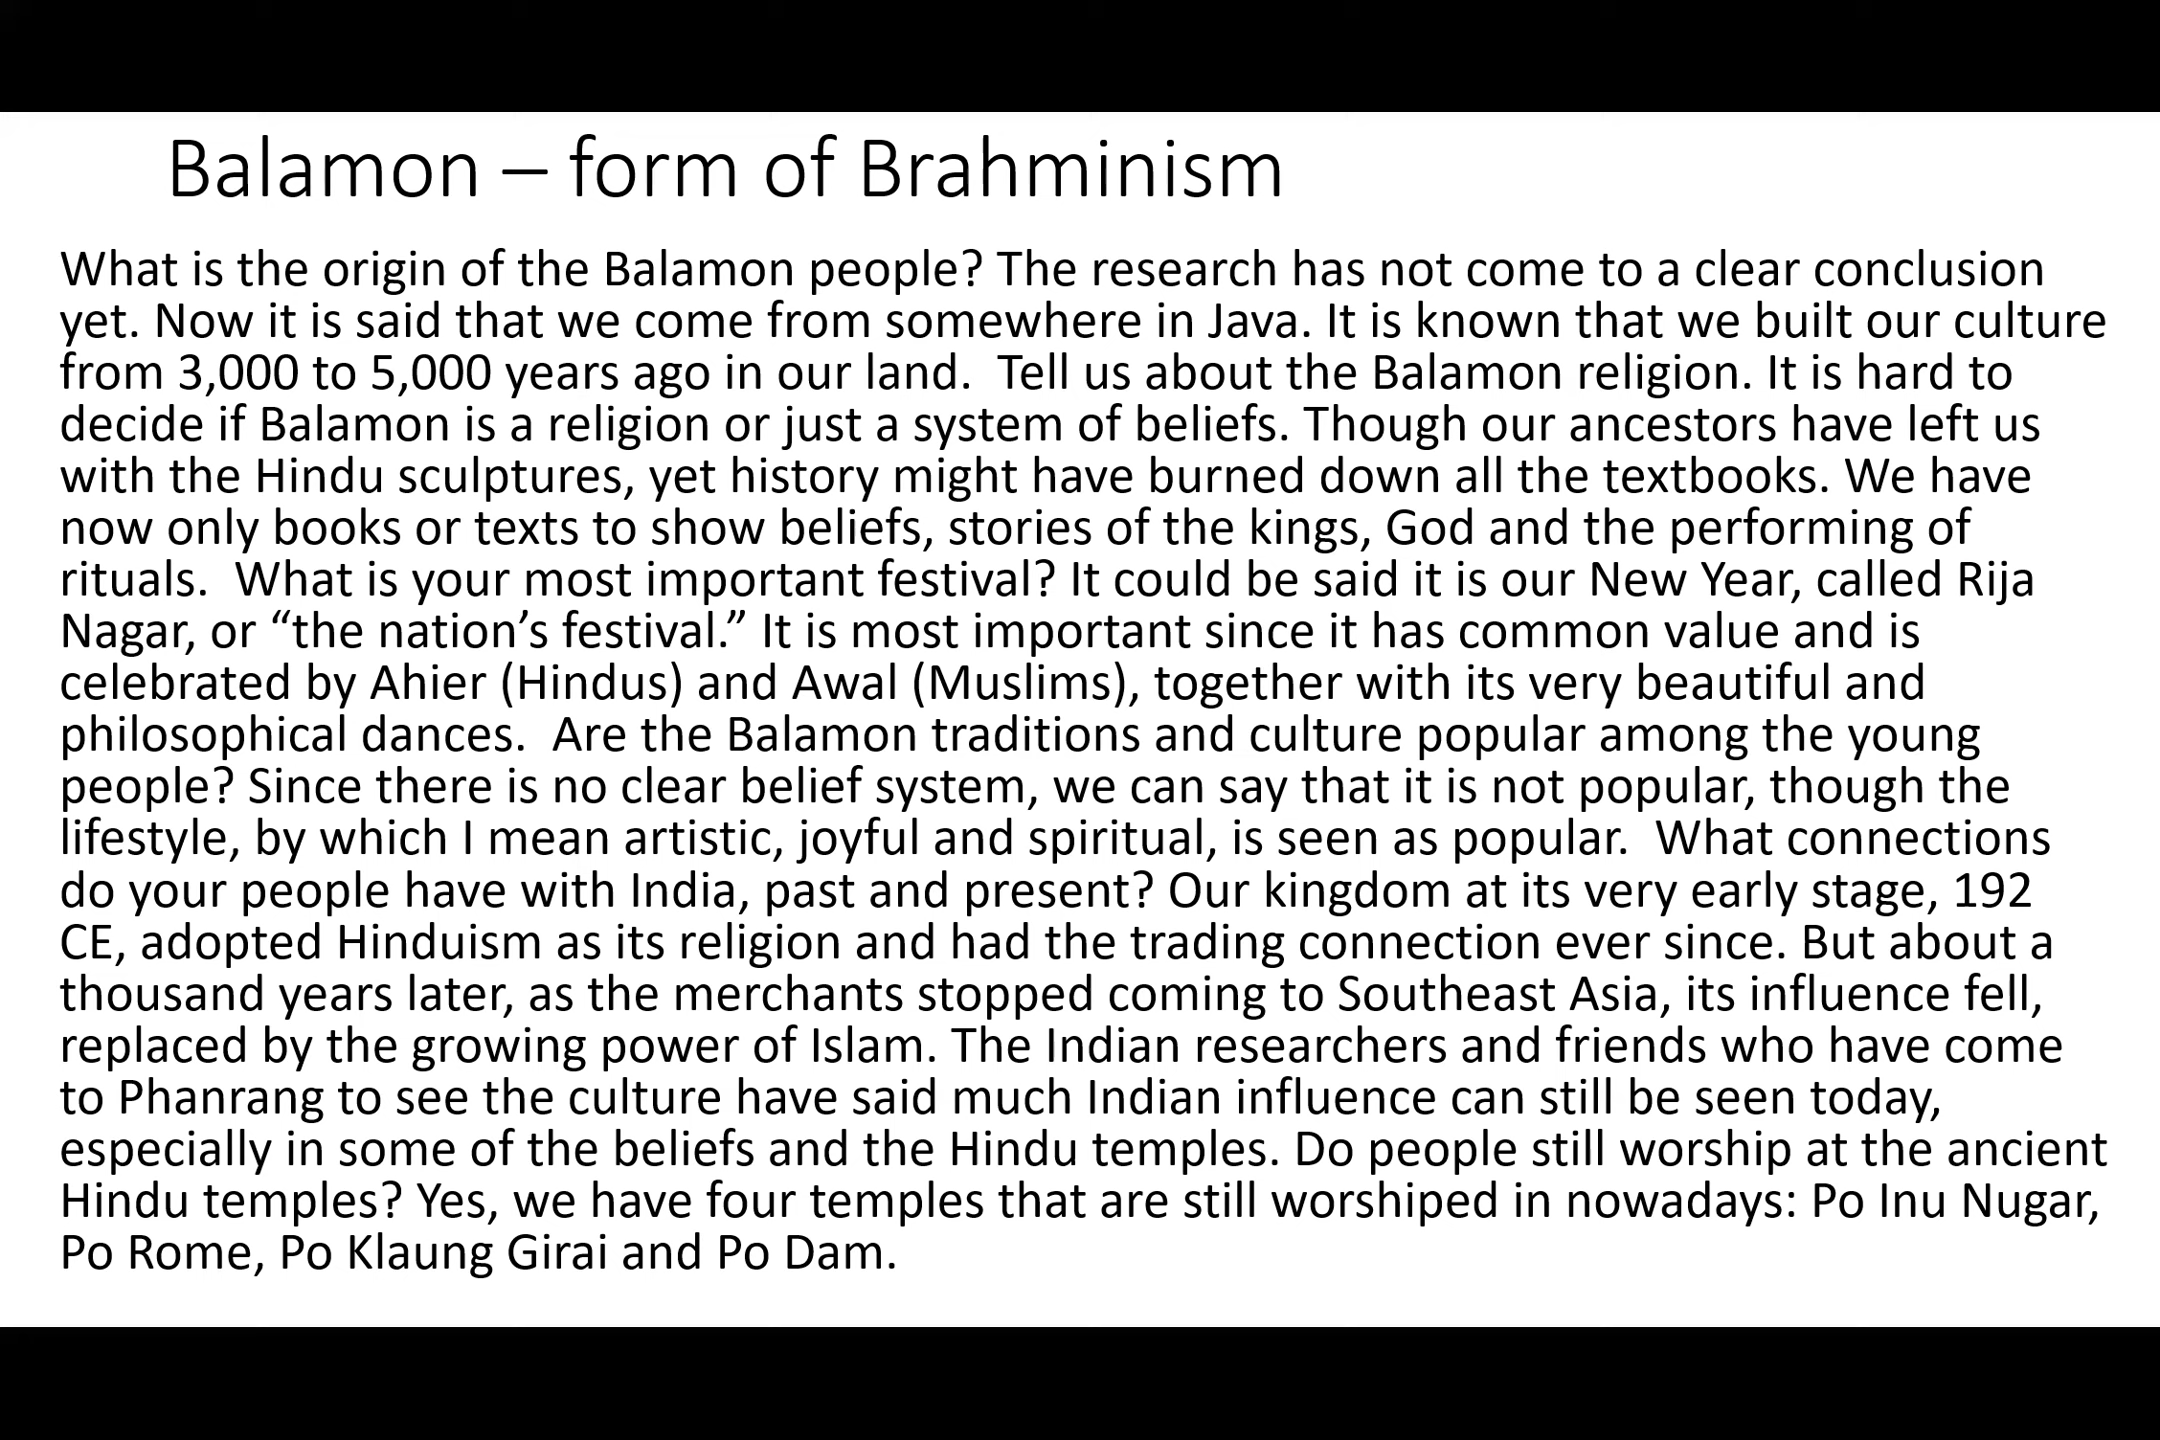 Balamon – form of Brahminism
What is the origin of the Balamon people? The research has not come to a clear conclusion
yet. Now it is said that we come from somewhere in Java. It is known that we built our culture
from 3,000 to 5,000 years ago in our land.  Tell us about the Balamon religion. It is hard to
decide if Balamon is a religion or just a system of beliefs. Though our ancestors have left us
with the Hindu sculptures, yet history might have burned down all the textbooks. We have
now only books or texts to show beliefs, stories of the kings, God and the performing of
rituals.  What is your most important festival? It could be said it is our New Year, called Rija
Nagar, or “the nation’s festival.” It is most important since it has common value and is
celebrated by Ahier (Hindus) and Awal (Muslims), together with its very beautiful and
philosophical dances.  Are the Balamon traditions and culture popular among the young
people? Since there is no clear belief system, we can say that it is not popular, though the
lifestyle, by which I mean artistic, joyful and spiritual, is seen as popular.  What connections
do your people have with India, past and present? Our kingdom at its very early stage, 192
CE, adopted Hinduism as its religion and had the trading connection ever since. But about a
thousand years later, as the merchants stopped coming to Southeast Asia, its influence fell,
replaced by the growing power of Islam. The Indian researchers and friends who have come
to Phanrang to see the culture have said much Indian influence can still be seen today,
especially in some of the beliefs and the Hindu temples. Do people still worship at the ancient
Hindu temples? Yes, we have four temples that are still worshiped in nowadays: Po Inu Nugar,
Po Rome, Po Klaung Girai and Po Dam.